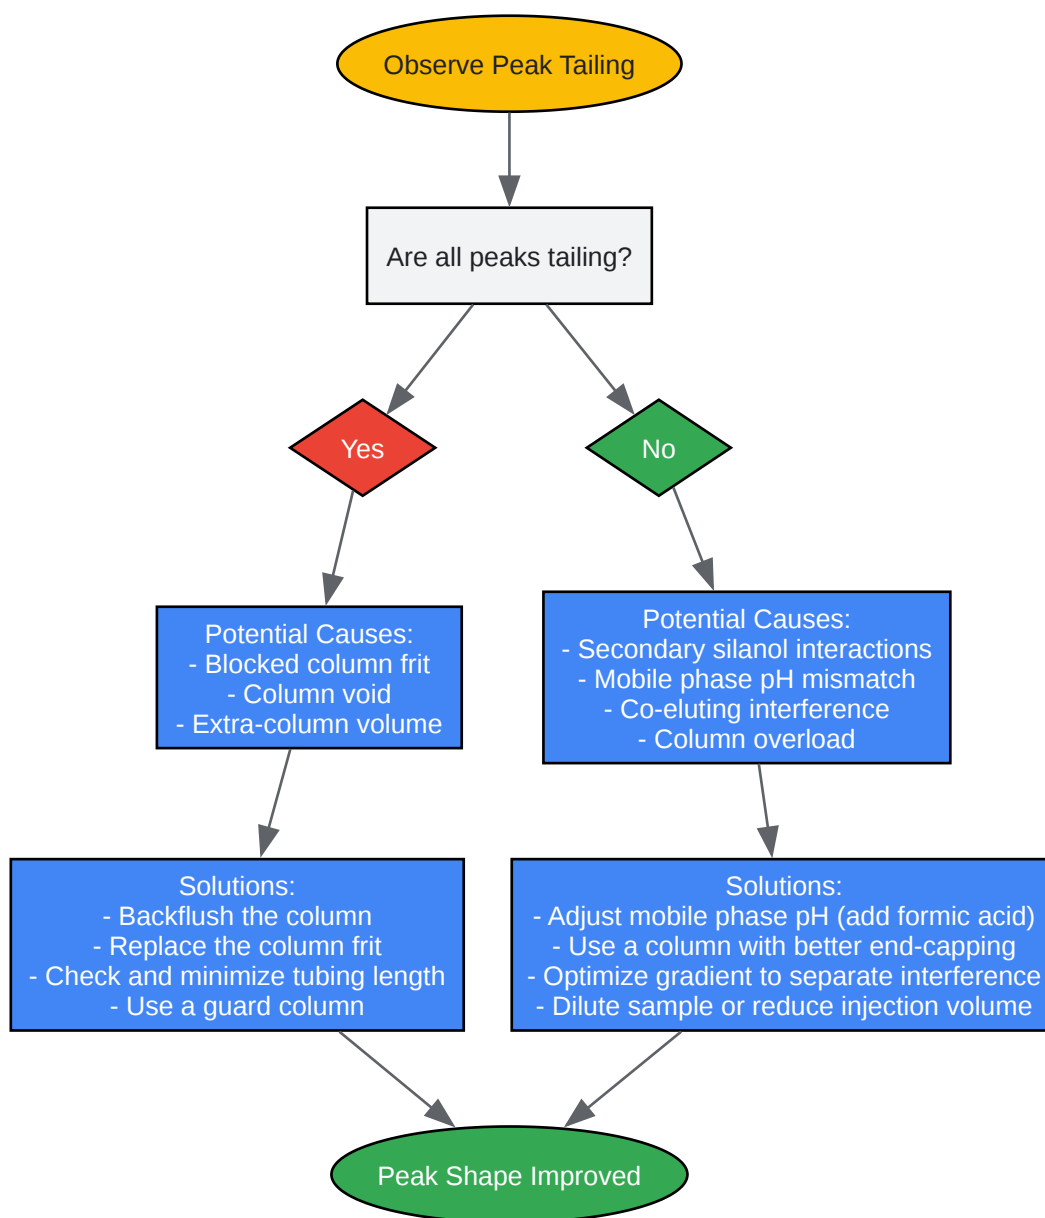 Observe Peak Tailing
Are all peaks tailing?
Yes
No
Potential Causes:
- Blocked column frit
- Column void
- Extra-column volume
Potential Causes:
- Secondary silanol interactions
- Mobile phase pH mismatch
- Co-eluting interference
- Column overload
Solutions:
- Backflush the column
- Replace the column frit
- Check and minimize tubing length
- Use a guard column
Solutions:
- Adjust mobile phase pH (add formic acid)
- Use a column with better end-capping
- Optimize gradient to separate interference
- Dilute sample or reduce injection volume
Peak Shape Improved